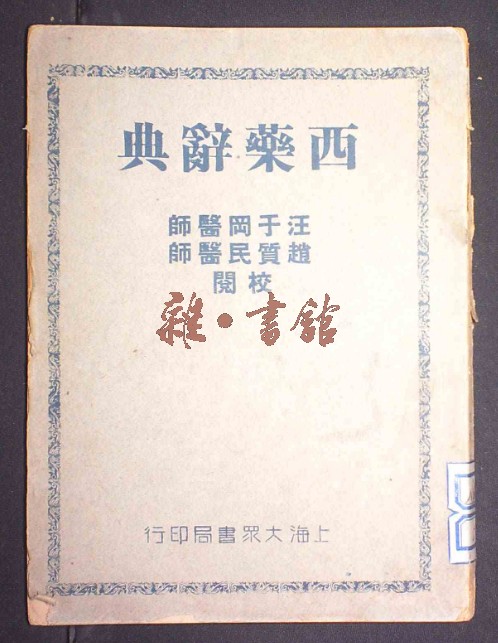 西藥辭典
汪于岡醫師
趙質民醫師
校閱
雜·書館
上海大眾書局印行